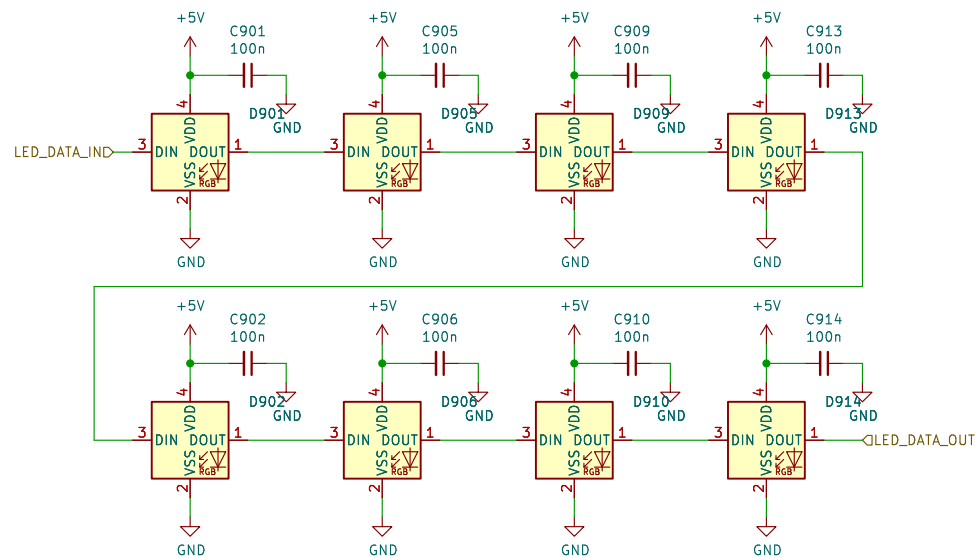 +5V +5V +5V +5V
C901 C905 C909 C913
100n 100n 100n 100n
4 D901 GND 4 D905 GND 4 D909 GND 4 D913 GND
LED_DATA_IN 3 DIN VDD DOUT VSS RGB 1 3 DIN VDD DOUT VSS RGB 1 3 DIN VDD DOUT VSS RGB 1 3 DIN VDD DOUT VSS RGB 1
2 2 2 2
GND GND GND GND
+5V +5V +5V +5V
C902 C906 C910 C914
100n 100n 100n 100n
4 D902 GND 4 D906 GND 4 D910 GND 4 D914 GND
3 DIN VDD DOUT VSS RGB 1 3 DIN VDD DOUT VSS RGB 1 3 DIN VDD DOUT VSS RGB 1 3 DIN VDD DOUT VSS RGB 1 LED_DATA_OUT
2 2 2 2
GND GND GND GND